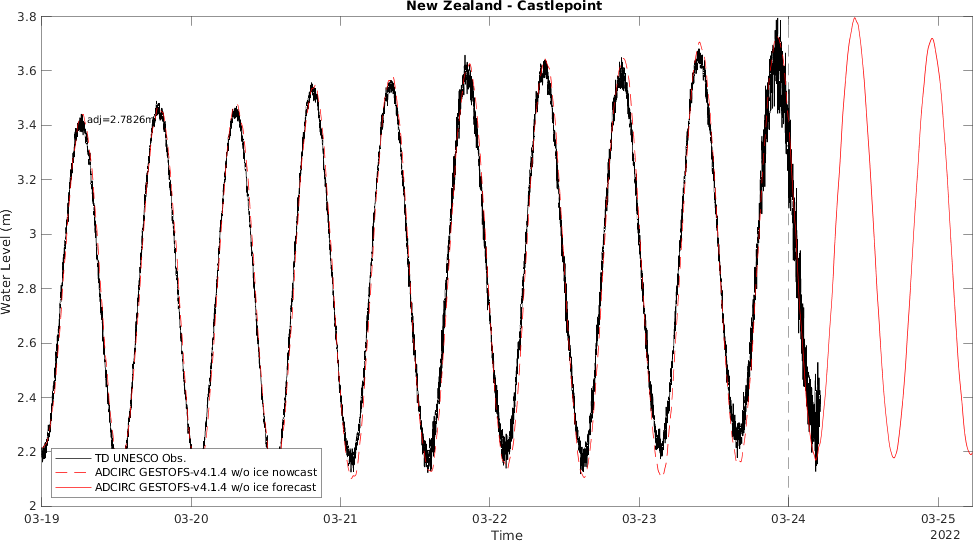 New Zealand - Castlepoint
3.8
3.6
3.4
3.2
3
2.8
2.6
2.4
2.2
2
Water Level (m)
adj=2.7826m
TD UNESCO Obs.
ADCIRC GESTOFS-v4.1.4 w/o ice nowcast
ADCIRC GESTOFS-v4.1.4 w/o ice forecast
03-19 03-20 03-21 03-22 03-23 03-24 03-25
Time
2022